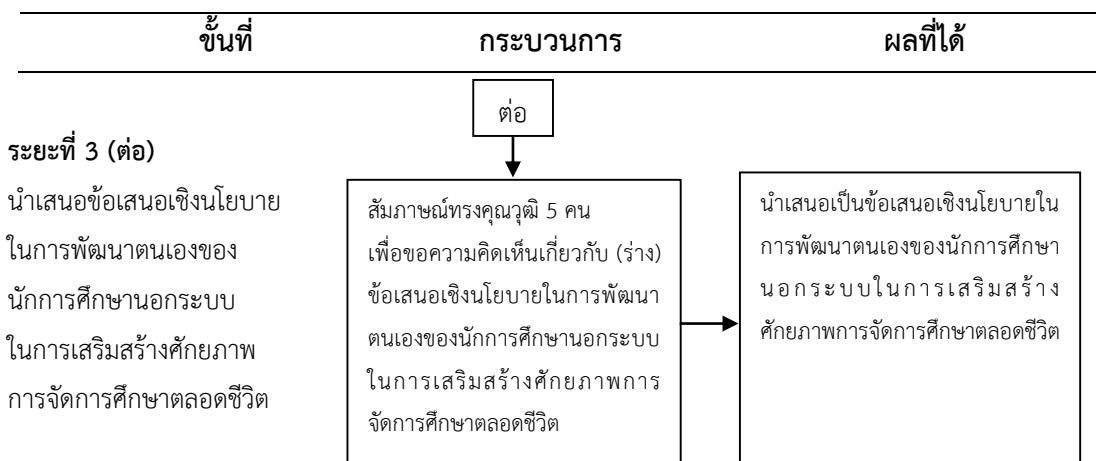 ขั้นที่ กระบวนการ ผลที่ได้
ต่อ
ระยะที่ 3 (ต่อ)
นำเสนอข้อเสนอเชิงนโยบาย
ในการพัฒนาตนเองของ
นักการศึกษานอกระบบ
ในการเสริมสร้างศักยภาพ
การจัดการศึกษาตลอดชีวิต
สัมภาษณ์ทรงคุณวุฒิ 5 คน
เพื่อขอความคิดเห็นเกี่ยวกับ (ร่าง)
ข้อเสนอเชิงนโยบายในการพัฒนา
ตนเองของนักการศึกษานอกระบบ
ในการเสริมสร้างศักยภาพการ
จัดการศึกษาตลอดชีวิต
นำเสนอเป็นข้อเสนอเชิงนโยบายใน
การพัฒนาตนเองของนักการศึกษา
นอกระบบในการเสริมสร้าง
ศักยภาพการจัดการศึกษาตลอดชีวิต